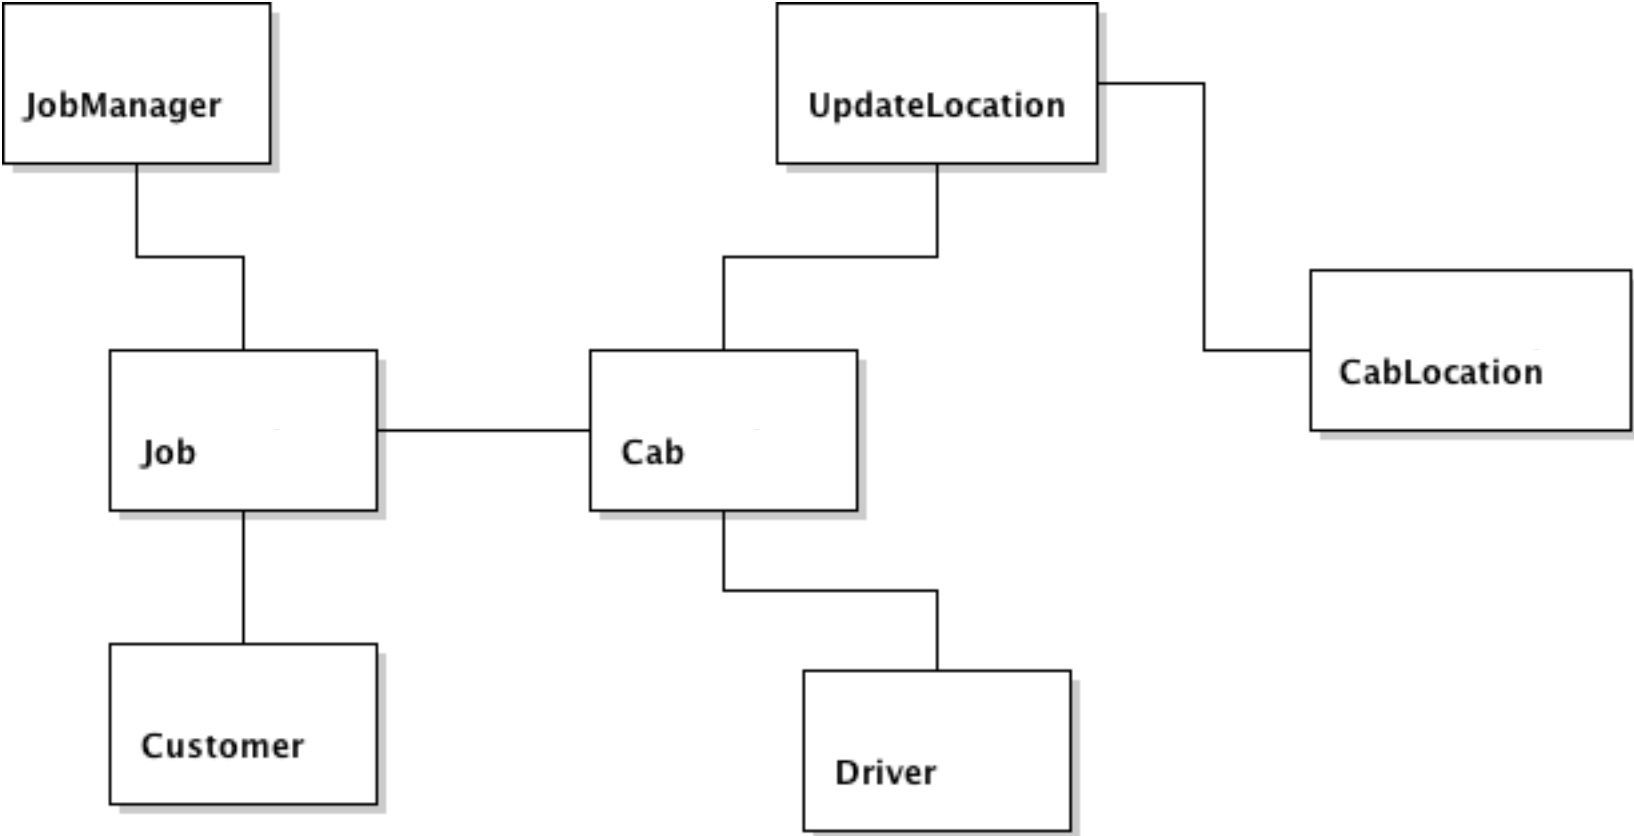 JobManager
UpdateLocation
CabLocation
Job
Cab
Customer
Driver